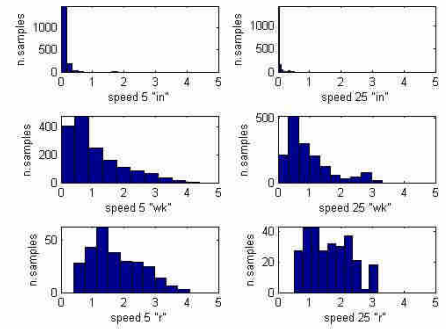 n.samples
1000
500
0
0 1 2 3 4 5
speed 5 "in"
n.samples
1000
500
0
0 1 2 3 4 5
speed 25 "in"
n.samples
400
200
0
0 1 2 3 4 5
speed 5 "wk"
n.samples
500
0
0 1 2 3 4 5
speed 25 "wk"
n.samples
50
0
0 1 2 3 4 5
speed 5 "r"
n.samples
40
20
0
0 1 2 3 4 5
speed 25 "r"